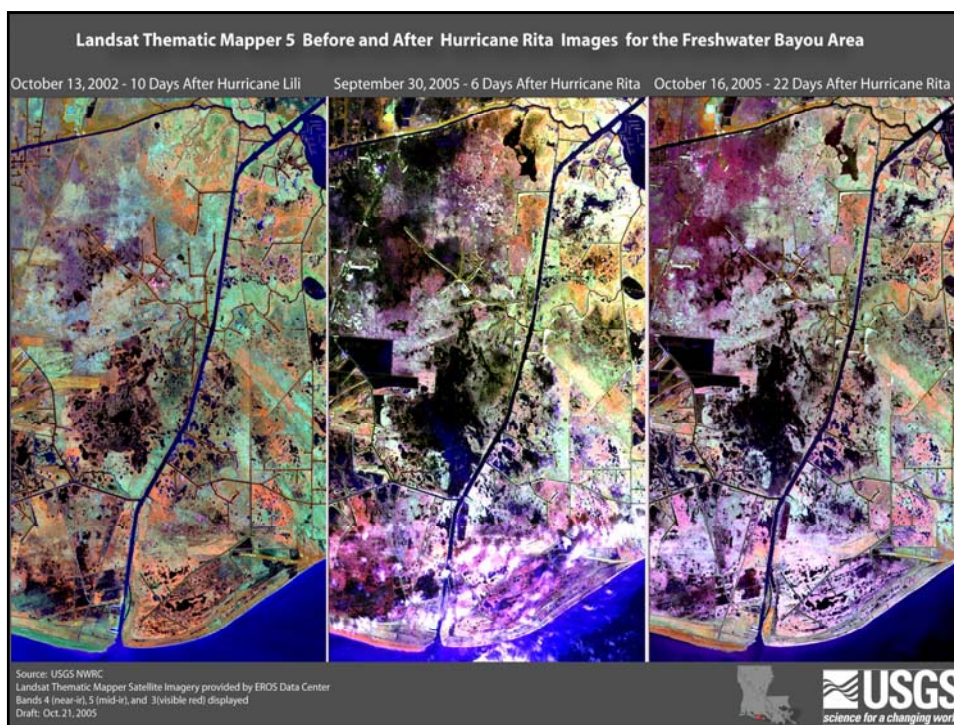 Landsat Thematic Mapper 5 Before and After Hurricane Rita Images for the Freshwater Bayou Area
October 13, 2002 - 10 Days After Hurricane Lili
September 30, 2005 - 6 Days After Hurricane Rita
October 16, 2005 - 22 Days After Hurricane Rita
Source: USGS NWRC
Landsat Thematic Mapper Satellite Imagery provided by EROS Data Center
Bands 4 (near-ir), 5 (mid-ir), and 3(visible red) displayed
Draft: Oct. 21, 2005
USGS
science for a changing world